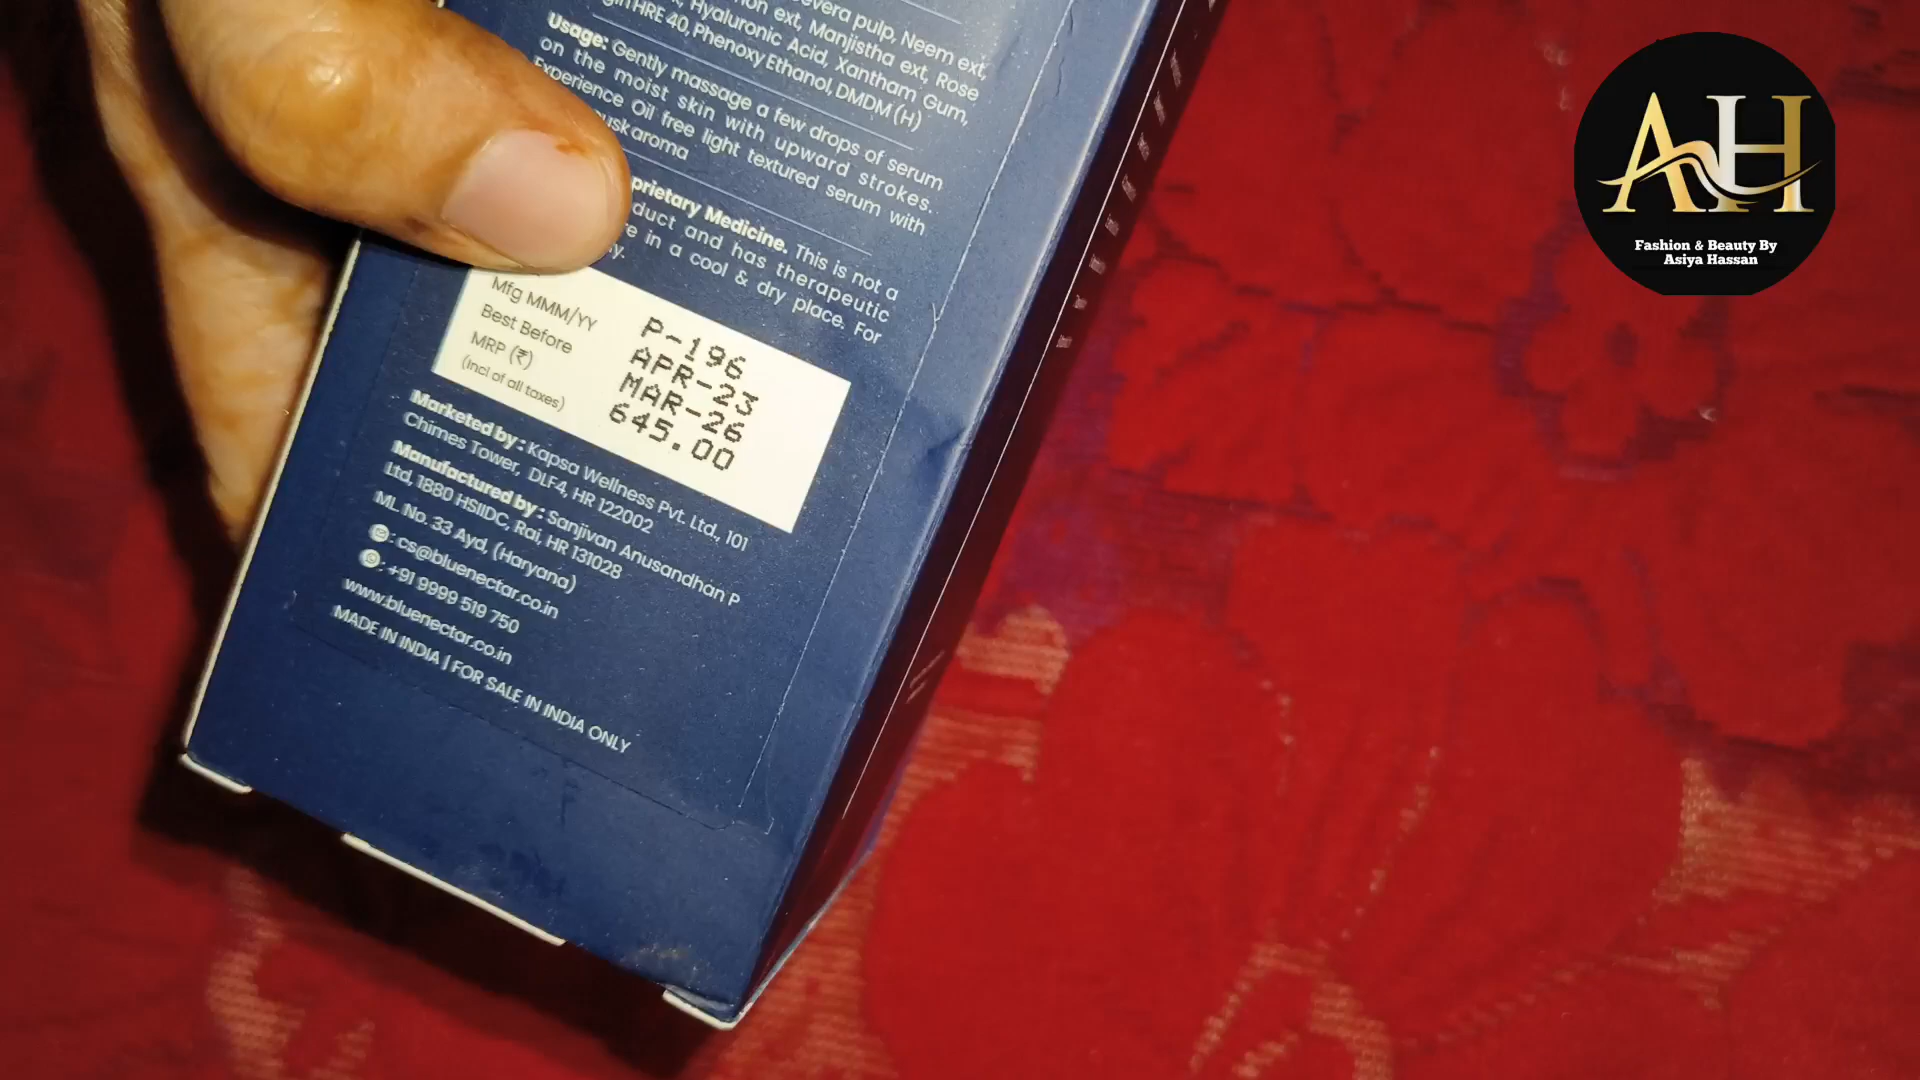 evera pulp, Neem ext,
ion ext, Manjistha ext, Rose
Hyaluronic Acid, Xantham Gum,
HRE 40, Phenoxy Ethanol, DMDM (H)
Usage: Gently massage a few drops of serum
on the moist skin with upward strokes.
Experience Oil free light textured serum with
usk aroma
prietary Medicine. This is not a
duct and has therapeutic
re in a cool & dry place. For
y.
P-196
Mfg MMM/YY APR-23
Best Before MAR-26
MRP (₹) 645.00
(Incl of all taxes)
Marketed by : Kapsa Wellness Pvt. Ltd., 101
Chimes Tower, DLF4, HR 122002
Manufactured by : Sanjivan Anusandhan P
Ltd, 1880 HSIIDC, Rai, HR 131028
ML No. 33 Ayd, (Haryana)
: cs@bluenectar.co.in
: +91 9999 519 750
www.bluenectar.co.in
MADE IN INDIA | FOR SALE IN INDIA ONLY
AH
Fashion & Beauty By
Asiya Hassan